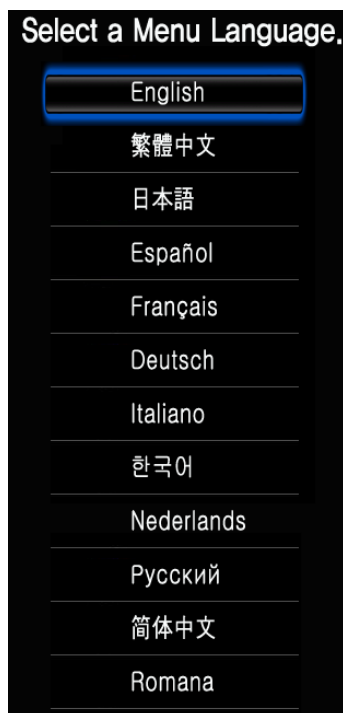 Select a Menu Language.
English
繁體中文
日本語
Español
Français
Deutsch
Italiano
한국어
Nederlands
Русский
简体中文
Romana